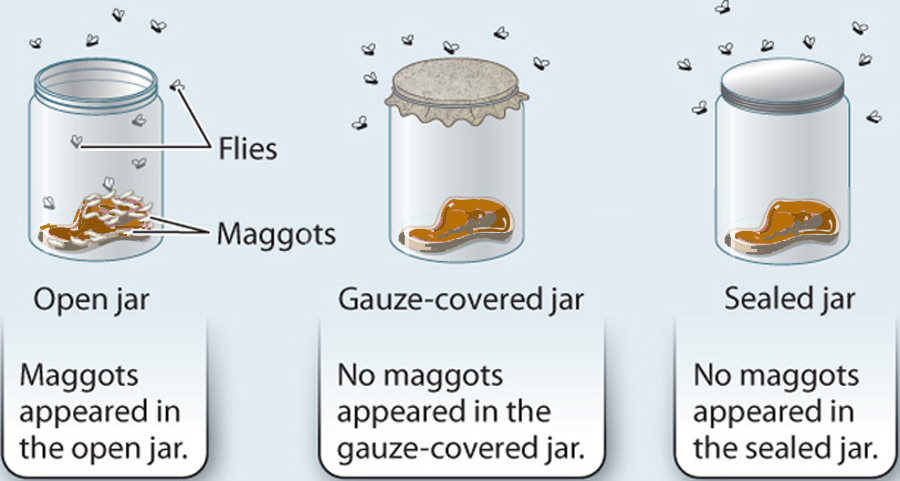 Flies
Maggots
Open jar
Gauze-covered jar
Sealed jar
Maggots
appeared in
the open jar.
No maggots
appeared in the
gauze-covered jar.
No maggots
appeared in
the sealed jar.